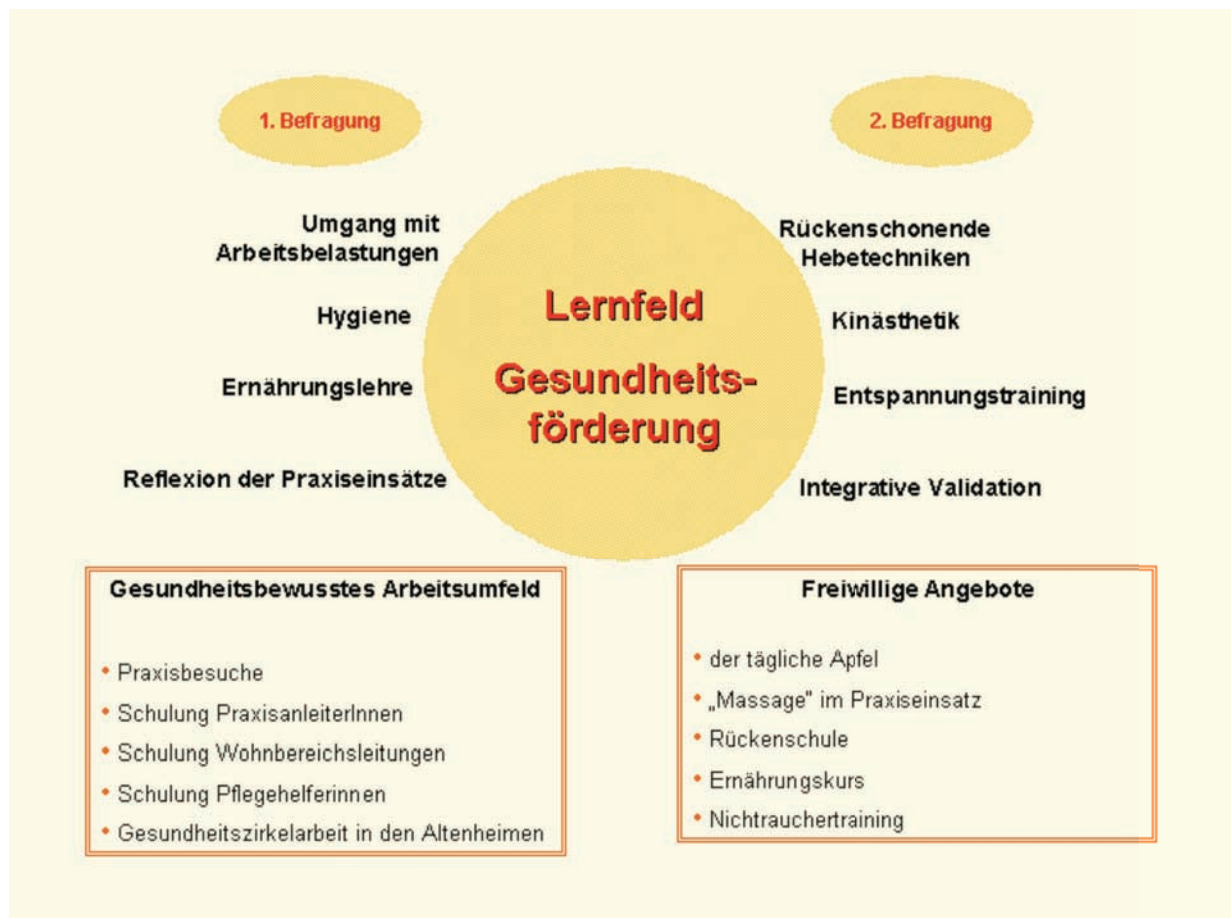 1. Befragung
2. Befragung
Umgang mit
Arbeitsbelastungen
Hygiene
Ernährungslehre
Reflexion der Praxiseinsätze
Lernfeld
Gesundheits-
förderung
Rückenschonende
Hebetechniken
Kinästhetik
Entspannungstraining
Integrative Validation
Gesundheitsbewusstes Arbeitsumfeld
• Praxisbesuche
• Schulung PraxisanleiterInnen
• Schulung Wohnbereichsleitungen
• Schulung Pflegehelferinnen
• Gesundheitszirkelarbeit in den Altenheimen
Freiwillige Angebote
• der tägliche Apfel
• „Massage" im Praxiseinsatz
• Rückenschule
• Ernährungskurs
• Nichtrauchertraining